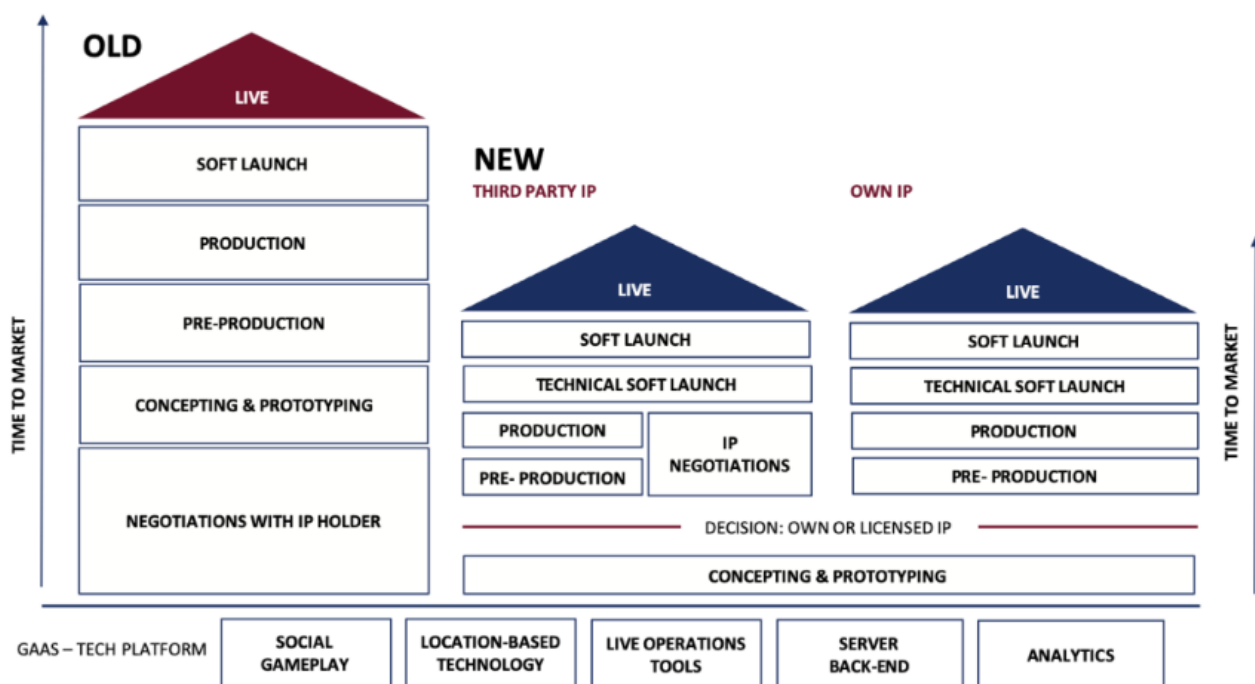 OLD
LIVE
SOFT LAUNCH
PRODUCTION
PRE-PRODUCTION
CONCEPTING & PROTOTYPING
NEGOTIATIONS WITH IP HOLDER
TIME TO MARKET
NEW
THIRD PARTY IP
LIVE
SOFT LAUNCH
TECHNICAL SOFT LAUNCH
PRODUCTION
PRE- PRODUCTION
IP
NEGOTIATIONS
OWN IP
LIVE
SOFT LAUNCH
TECHNICAL SOFT LAUNCH
PRODUCTION
PRE- PRODUCTION
DECISION: OWN OR LICENSED IP
CONCEPTING & PROTOTYPING
TIME TO MARKET
GAAS – TECH PLATFORM
SOCIAL
GAMEPLAY
LOCATION-BASED
TECHNOLOGY
LIVE OPERATIONS
TOOLS
SERVER
BACK-END
ANALYTICS